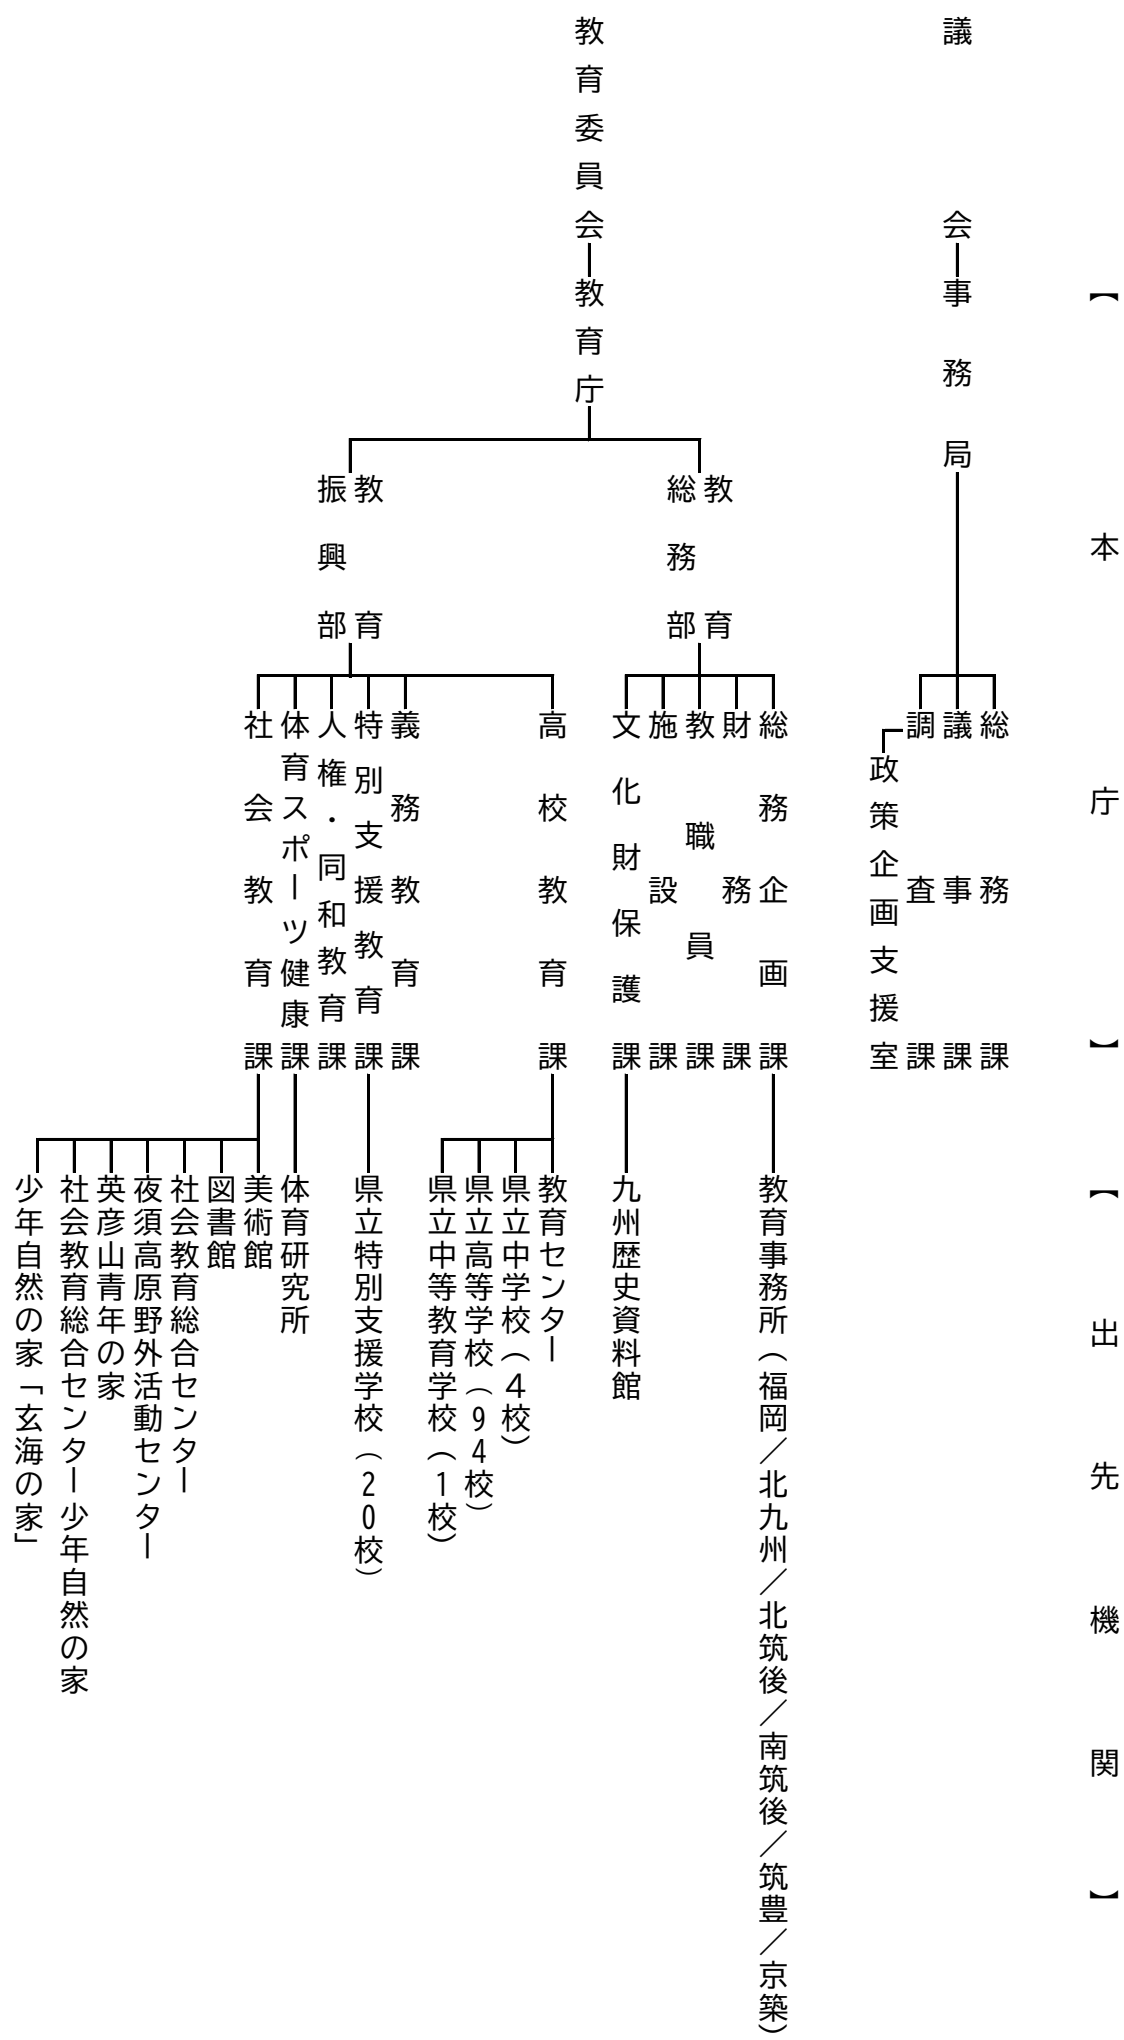 【本庁】
【出先機関】
議会
事務局
総務課
議事課
調査課
政策企画支援室
教育委員会
教育庁
教育
総務部
総務企画課
教育事務所（福岡／北九州／北筑後／南筑後／筑豊／京築）
財務課
教職員課
施設課
文化財保護課
九州歴史資料館
教育
振興部
高校教育課
教育センター
県立中学校（４校）
県立高等学校（94校）
県立中等教育学校（１校）
義務教育課
特別支援教育課
県立特別支援学校（20校）
人権・同和教育課
体育スポーツ健康課
体育研究所
社会教育課
美術館
図書館
社会教育総合センター
夜須高原野外活動センター
英彦山青年の家
社会教育総合センター少年自然の家
少年自然の家「玄海の家」